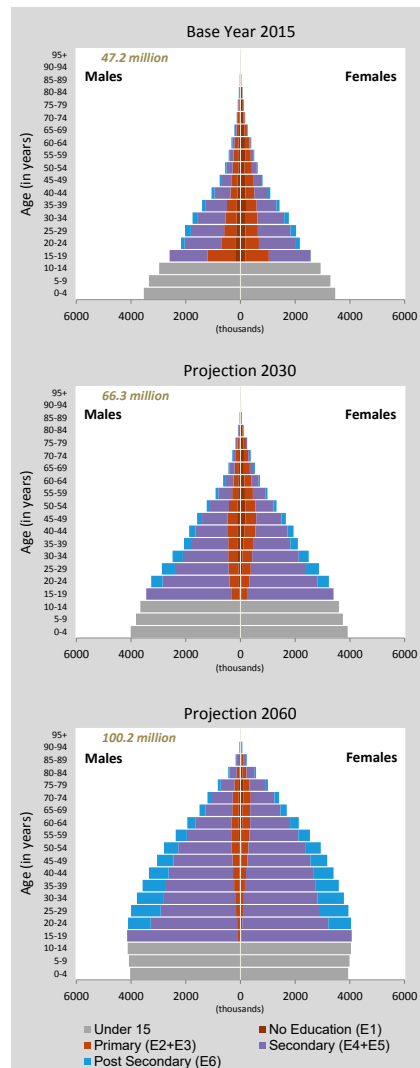 Base Year 2015
47.2 million
Males
Females
Age (in years)
95+
90-94
85-89
80-84
75-79
70-74
65-69
60-64
55-59
50-54
45-49
40-44
35-39
30-34
25-29
20-24
15-19
10-14
5-9
0-4
6000 4000 2000 0 2000 4000 6000
(thousands)
Projection 2030
66.3 million
Males
Females
Age (in years)
95+
90-94
85-89
80-84
75-79
70-74
65-69
60-64
55-59
50-54
45-49
40-44
35-39
30-34
25-29
20-24
15-19
10-14
5-9
0-4
6000 4000 2000 0 2000 4000 6000
(thousands)
Projection 2060
100.2 million
Males
Females
Age (in years)
95+
90-94
85-89
80-84
75-79
70-74
65-69
60-64
55-59
50-54
45-49
40-44
35-39
30-34
25-29
20-24
15-19
10-14
5-9
0-4
6000 4000 2000 0 2000 4000 6000
(thousands)
Under 15 No Education (E1)
Primary (E2+E3) Secondary (E4+E5)
Post Secondary (E6)